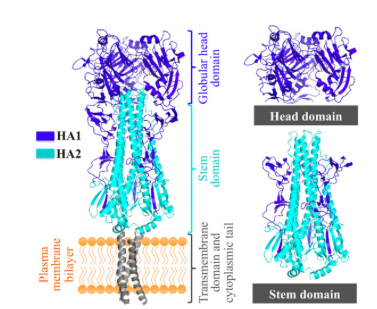 Globular head
domain
Head domain
HA1
HA2
Stem
domain
Plasma
membrane
bilayer
Transmembrane
domain and
cytoplasmic tail
Stem domain